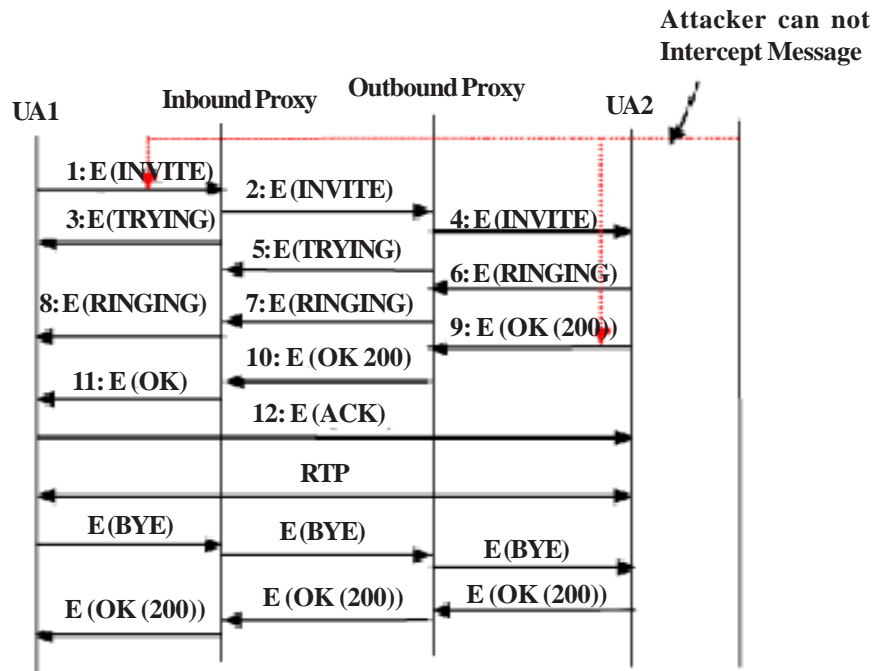 Attacker can not
Intercept Message
UA1
Inbound Proxy
Outbound Proxy
UA2
1: E (INVITE)
2: E (INVITE)
3:E(TRYING)
4: E (INVITE)
5: E(TRYING)
6: E(RINGING)
7: E (RINGING)
8: E (RINGING)
9: E (OK (200))
10: E (OK 200)
11: E (OK)
12: E (ACK)
RTP
E (BYE)
E (BYE)
E (BYE)
E (OK (200))
E (OK (200))
E (OK (200))